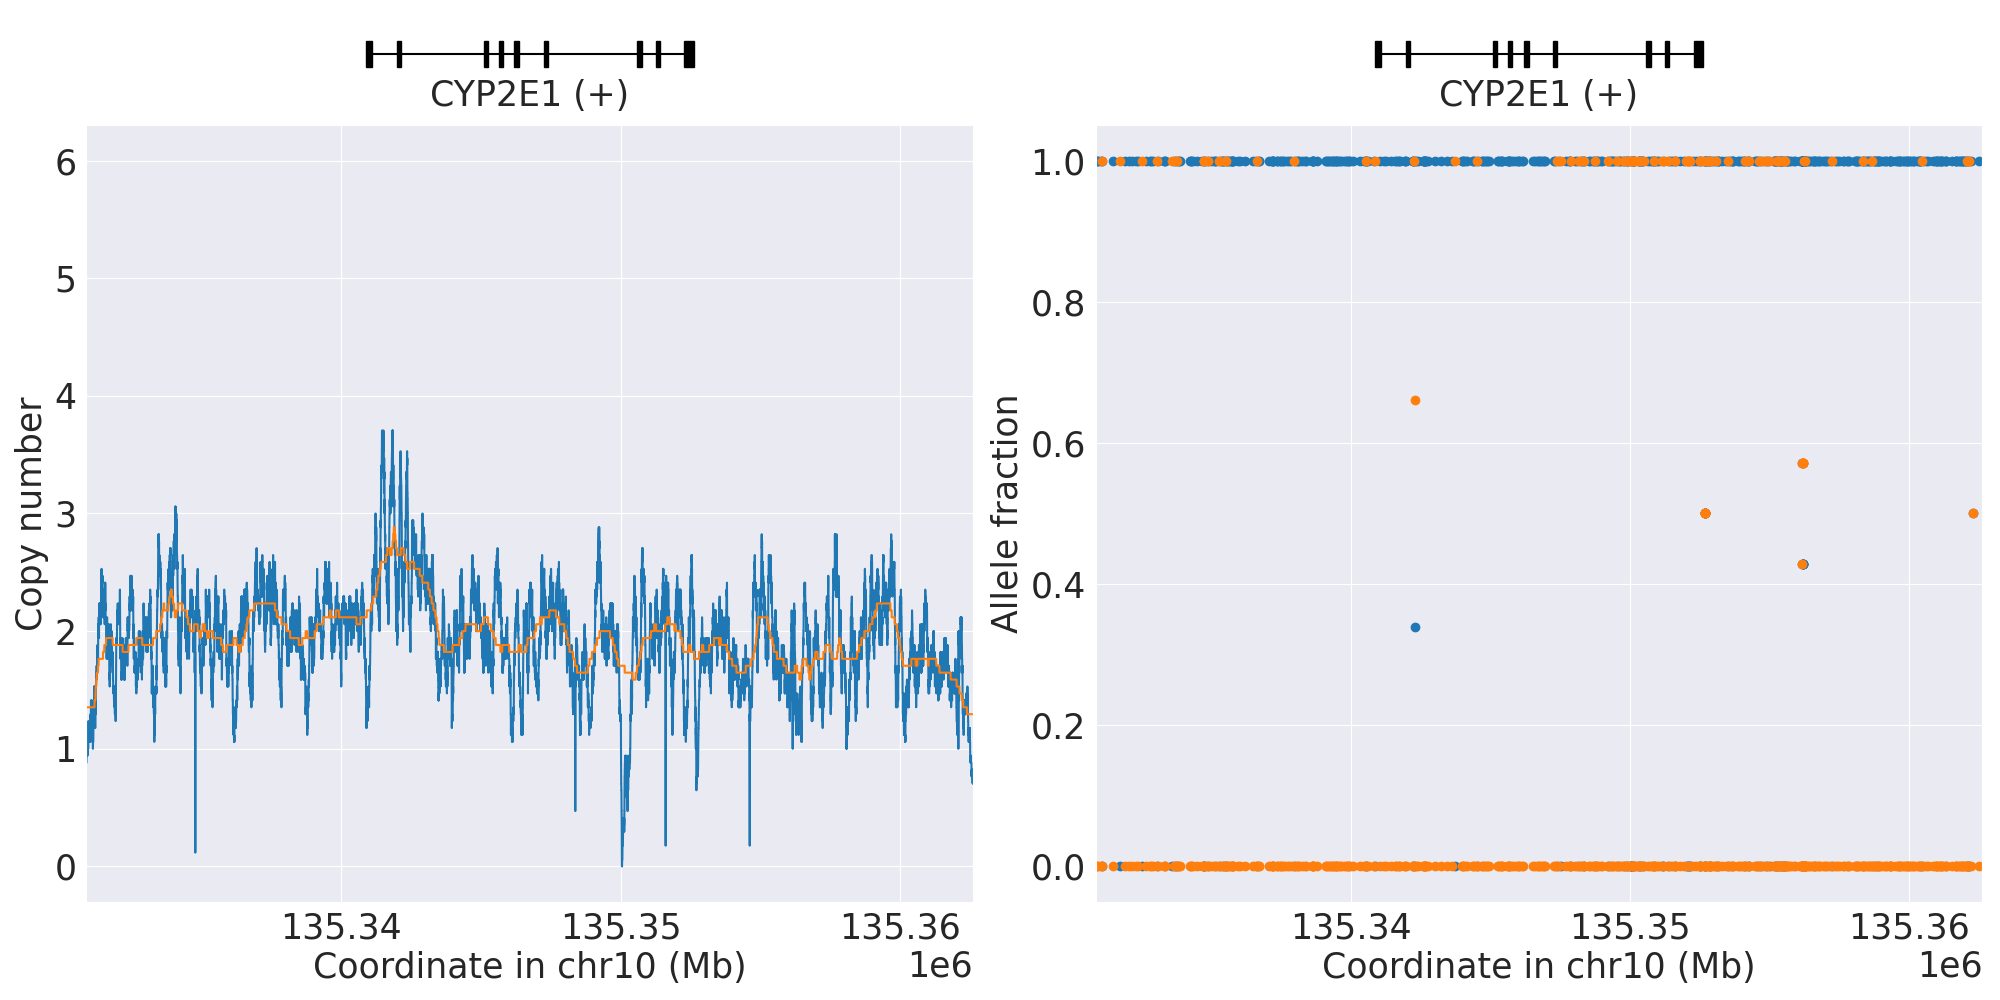 CYP2E1 (+)
6
5
4
3
2
1
0
Copy number
135.34 135.35 135.36
1e6
Coordinate in chr10 (Mb)
CYP2E1 (+)
1.0
0.8
0.6
0.4
0.2
0.0
Allele fraction
135.34 135.35 135.36
1e6
Coordinate in chr10 (Mb)